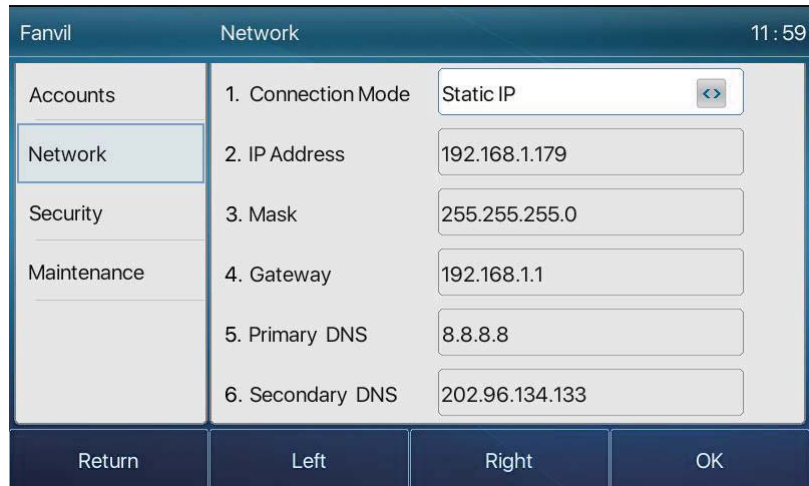 Fanvil Network 11:59
Accounts
Network
Security
Maintenance
1. Connection Mode Static IP
2. IP Address 192.168.1.179
3. Mask 255.255.255.0
4. Gateway 192.168.1.1
5. Primary DNS 8.8.8.8
6. Secondary DNS 202.96.134.133
Return Left Right OK